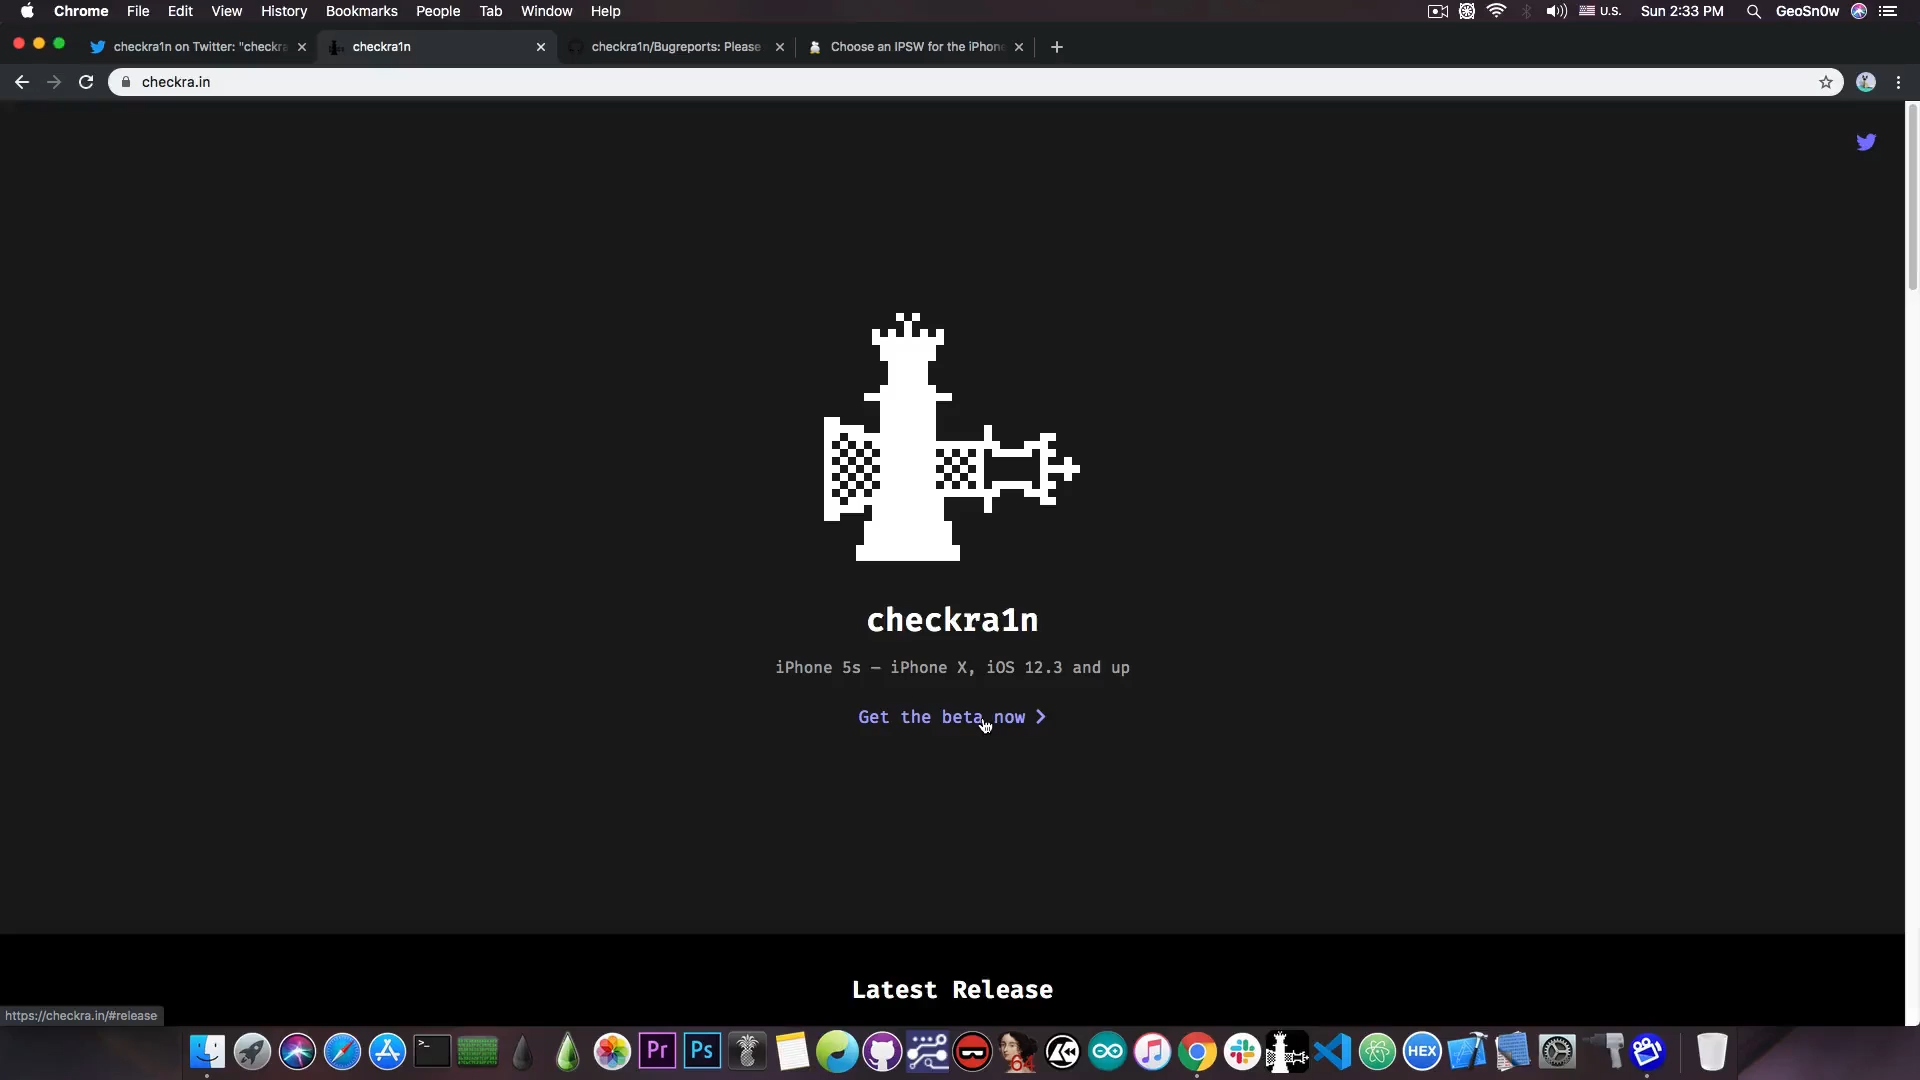 Chrome File Edit View History Bookmarks People Tab Window Help
U.S. Sun 2:33 PM GeoSn0w
checkra1n on Twitter: "checkra
checkra1n
checkra1n/Bugreports: Please
Choose an IPSW for the iPhone
checkra.in
checkra1n
iPhone 5s – iPhone X, iOS 12.3 and up
Get the beta now
Latest Release
https://checkra.in/#release
>_
Pr
Ps
64
HEX